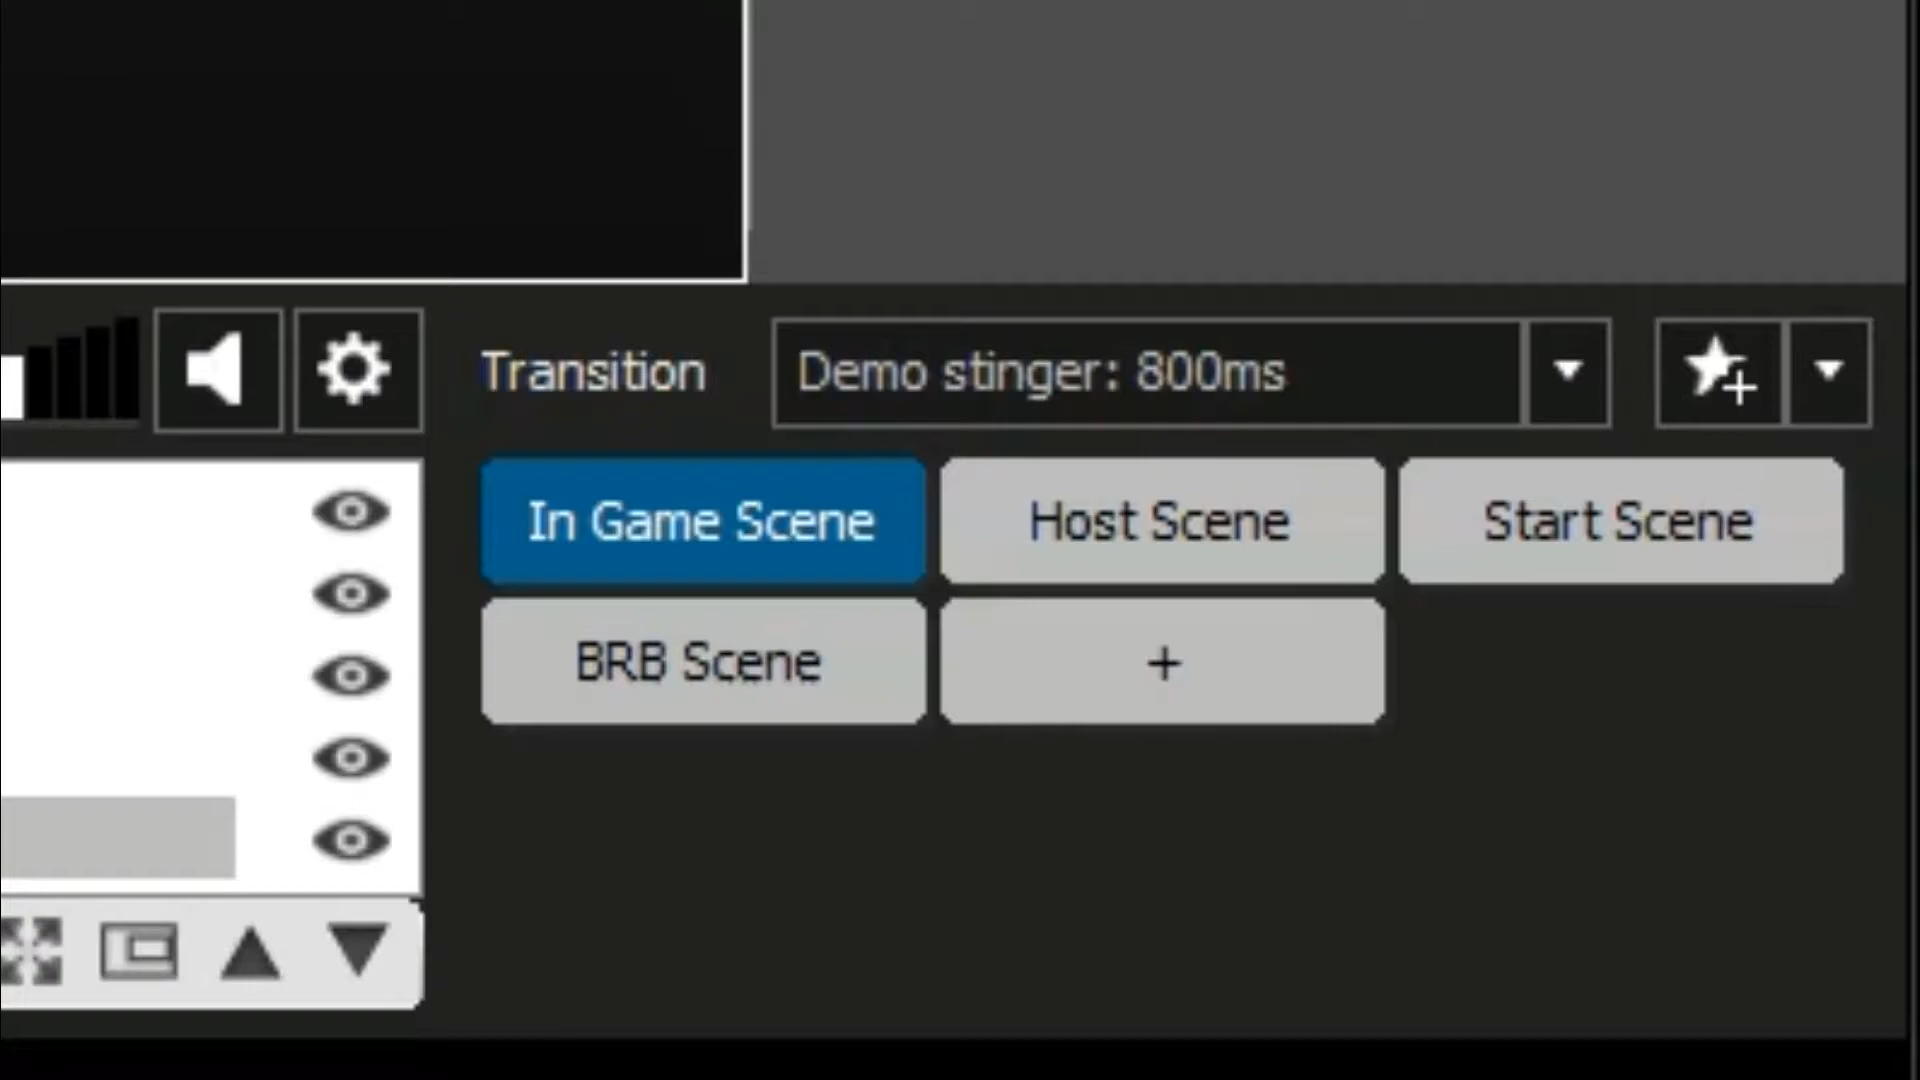 Transition
Demo stinger: 800ms
In Game Scene
Host Scene
Start Scene
BRB Scene
+